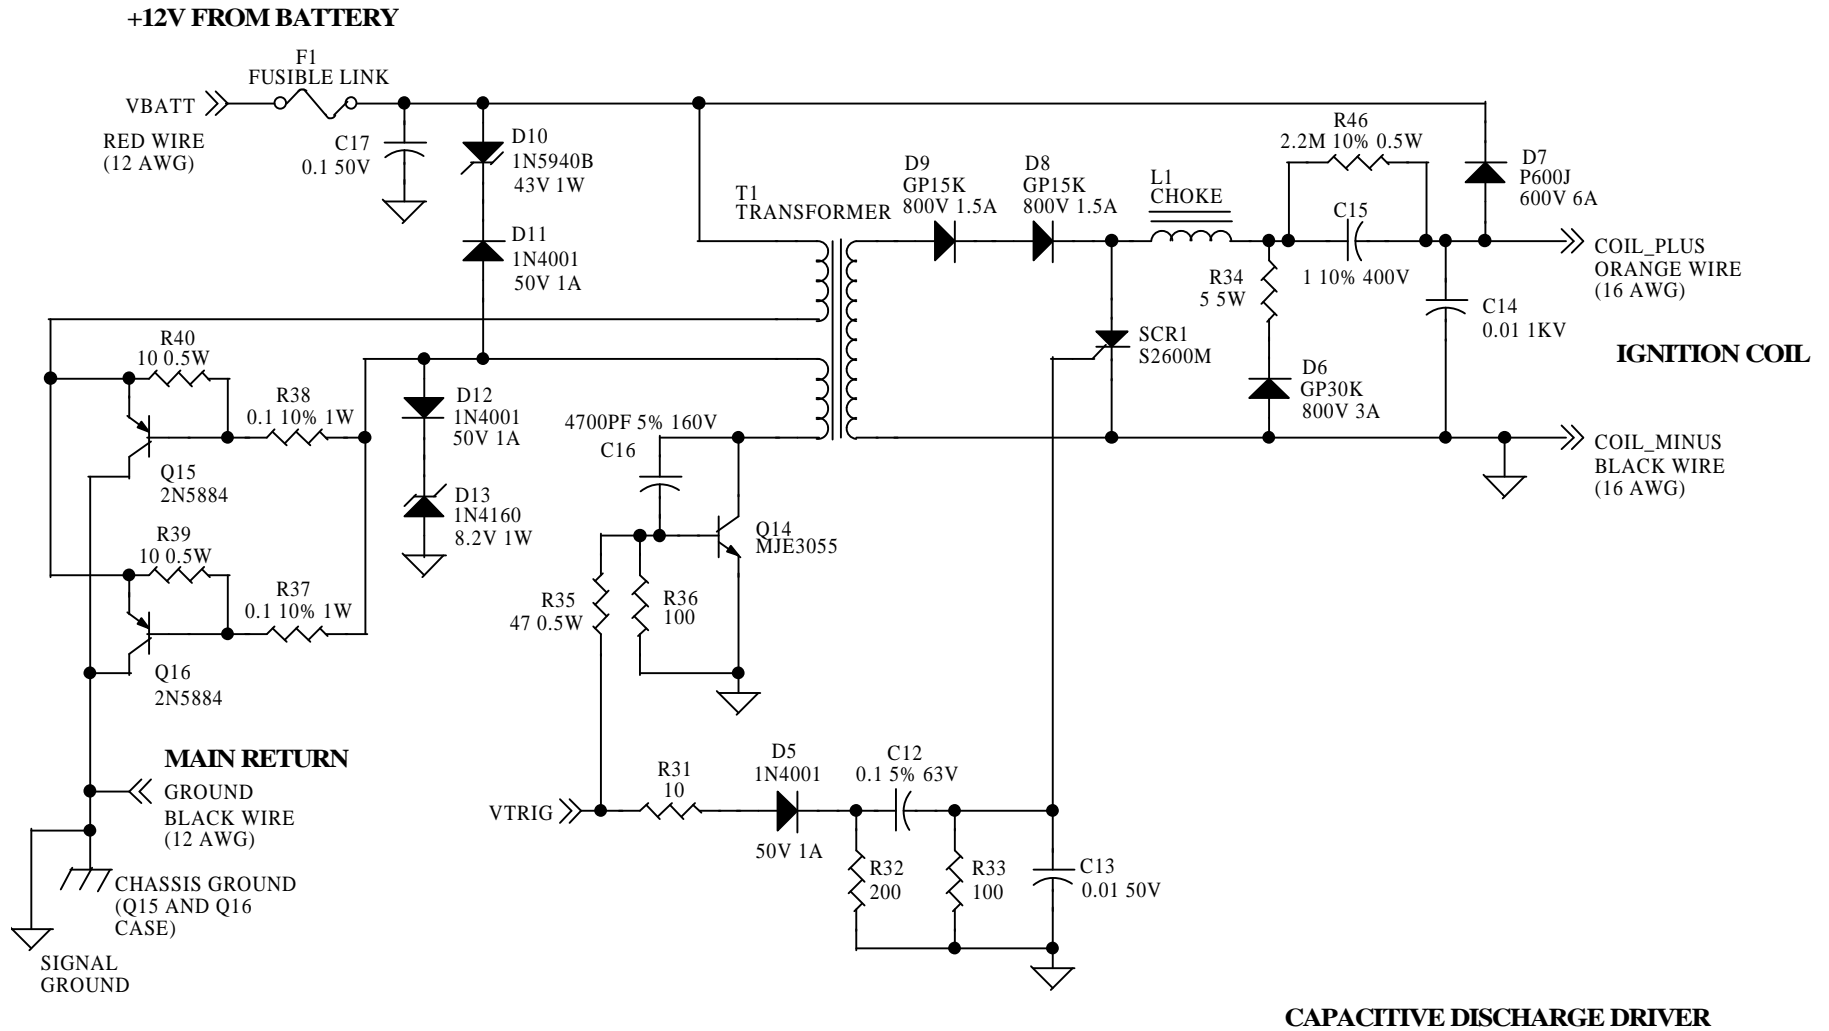 +12V FROM BATTERY
F1
FUSIBLE LINK
VBATT
RED WIRE
(12 AWG)
C17
0.1 50V
D10
1N5940B
43V 1W
D11
1N4001
50V 1A
T1
TRANSFORMER
D9
GP15K
800V 1.5A
D8
GP15K
800V 1.5A
L1
CHOKE
R46
2.2M 10% 0.5W
C15
1 10% 400V
D7
P600J
600V 6A
COIL_PLUS
ORANGE WIRE
(16 AWG)
R34
5 5W
C14
0.01 1KV
SCR1
S2600M
IGNITION COIL
D6
GP30K
800V 3A
COIL_MINUS
BLACK WIRE
(16 AWG)
R40
10 0.5W
R38
0.1 10% 1W
Q15
2N5884
D12
1N4001
50V 1A
D13
1N4160
8.2V 1W
4700PF 5% 160V
C16
Q14
MJE3055
R39
10 0.5W
R37
0.1 10% 1W
Q16
2N5884
R35
47 0.5W
R36
100
MAIN RETURN
GROUND
BLACK WIRE
(12 AWG)
CHASSIS GROUND
(Q15 AND Q16
CASE)
SIGNAL
GROUND
VTRIG
R31
10
D5
1N4001
50V 1A
C12
0.1 5% 63V
R32
200
R33
100
C13
0.01 50V
CAPACITIVE DISCHARGE DRIVER